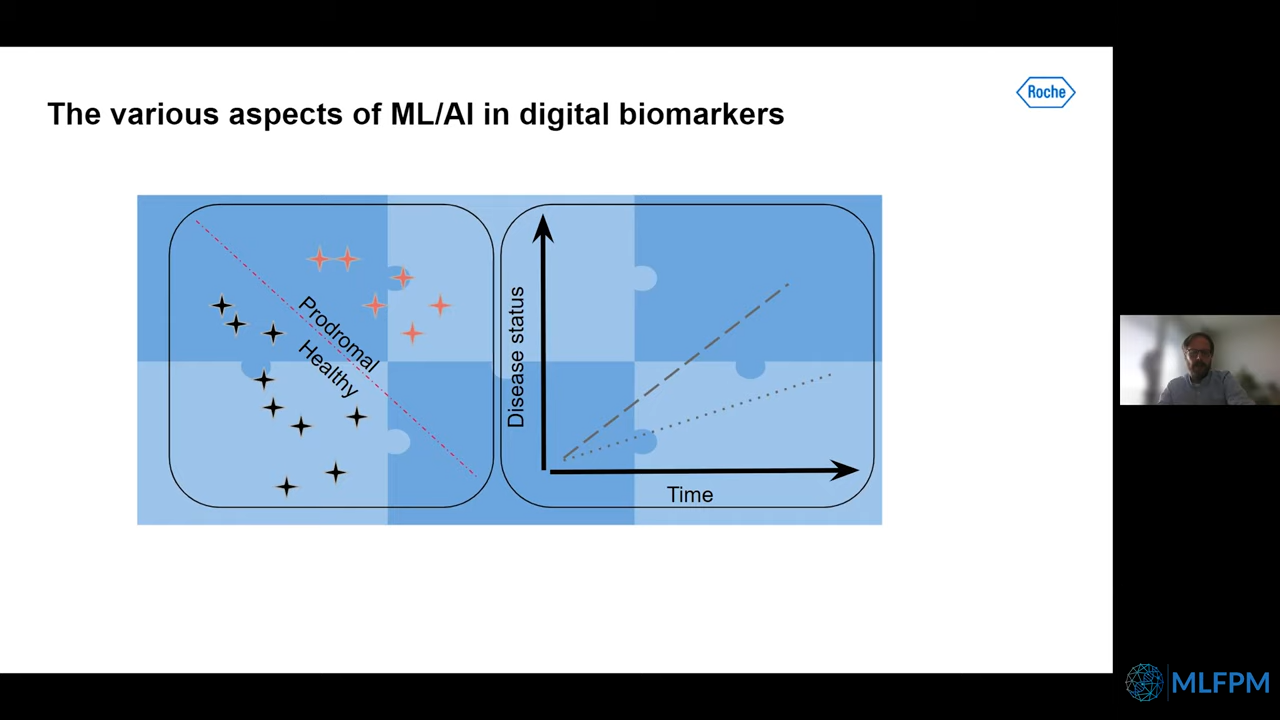 The various aspects of ML/AI in digital biomarkers
Roche
Prodromal
Healthy
Disease status
Time
MLFPM